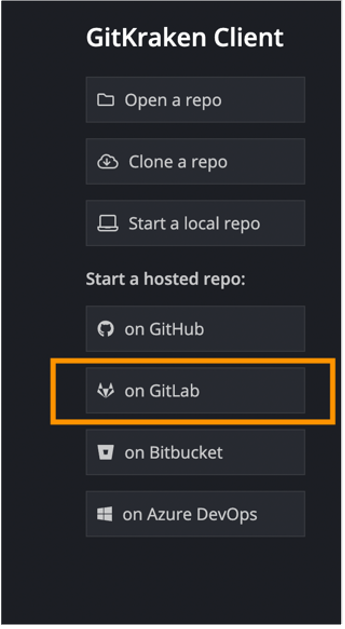 GitKraken Client
Open a repo
Clone a repo
Start a local repo
Start a hosted repo:
on GitHub
on GitLab
on Bitbucket
on Azure DevOps